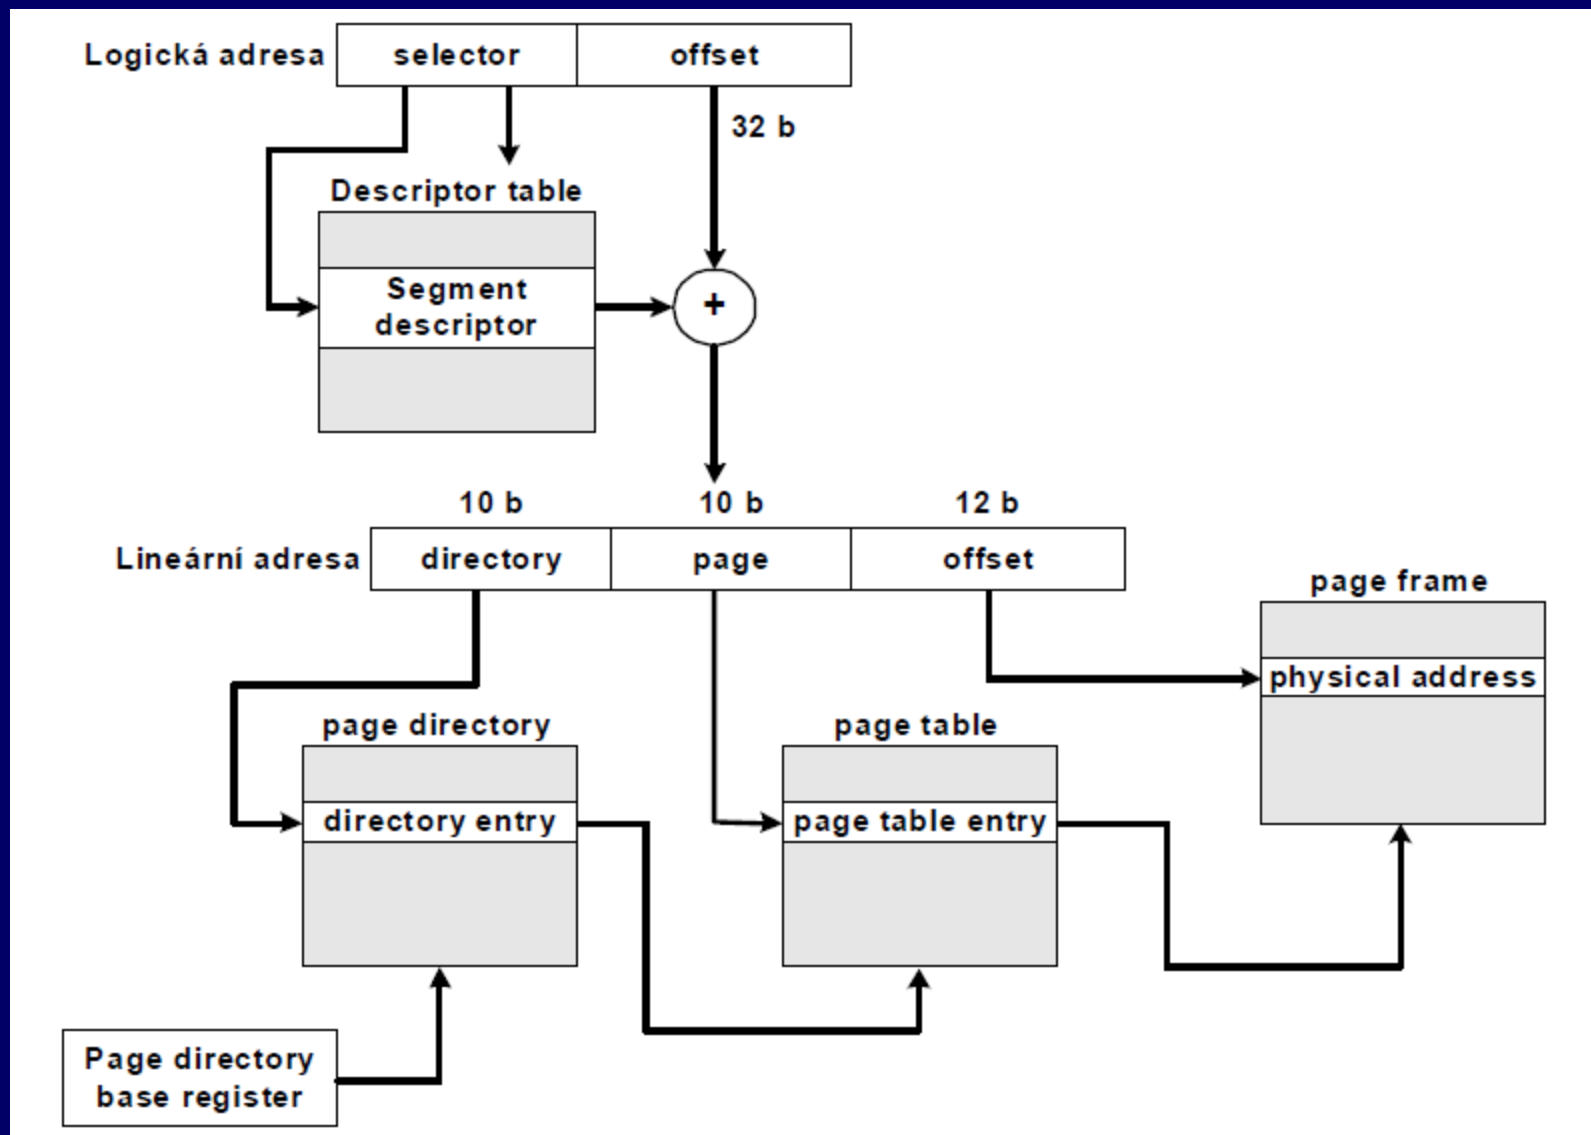 Logická adresa
selector
offset
32 b
Descriptor table
Segment
descriptor
+
10 b
10 b
12 b
Lineární adresa
directory
page
offset
page frame
physical address
page directory
page table
directory entry
page table entry
Page directory
base register